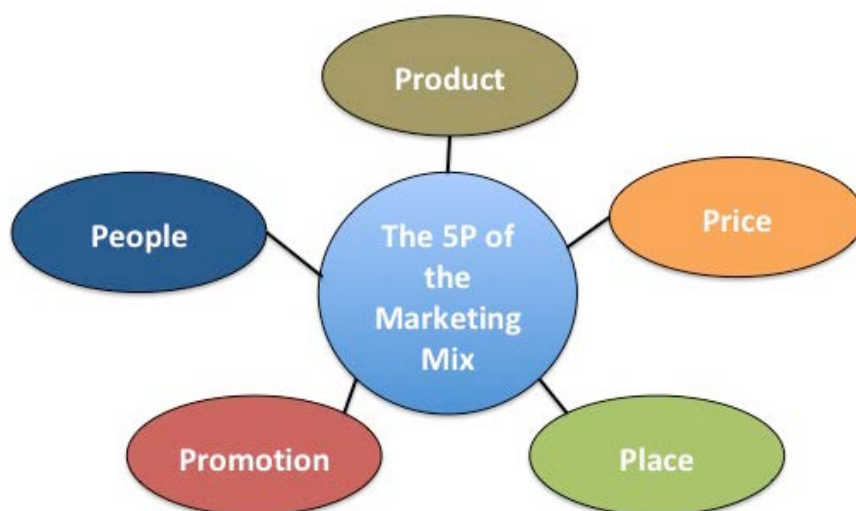 Product
Price
People
The 5P of
the
Marketing
Mix
Promotion
Place